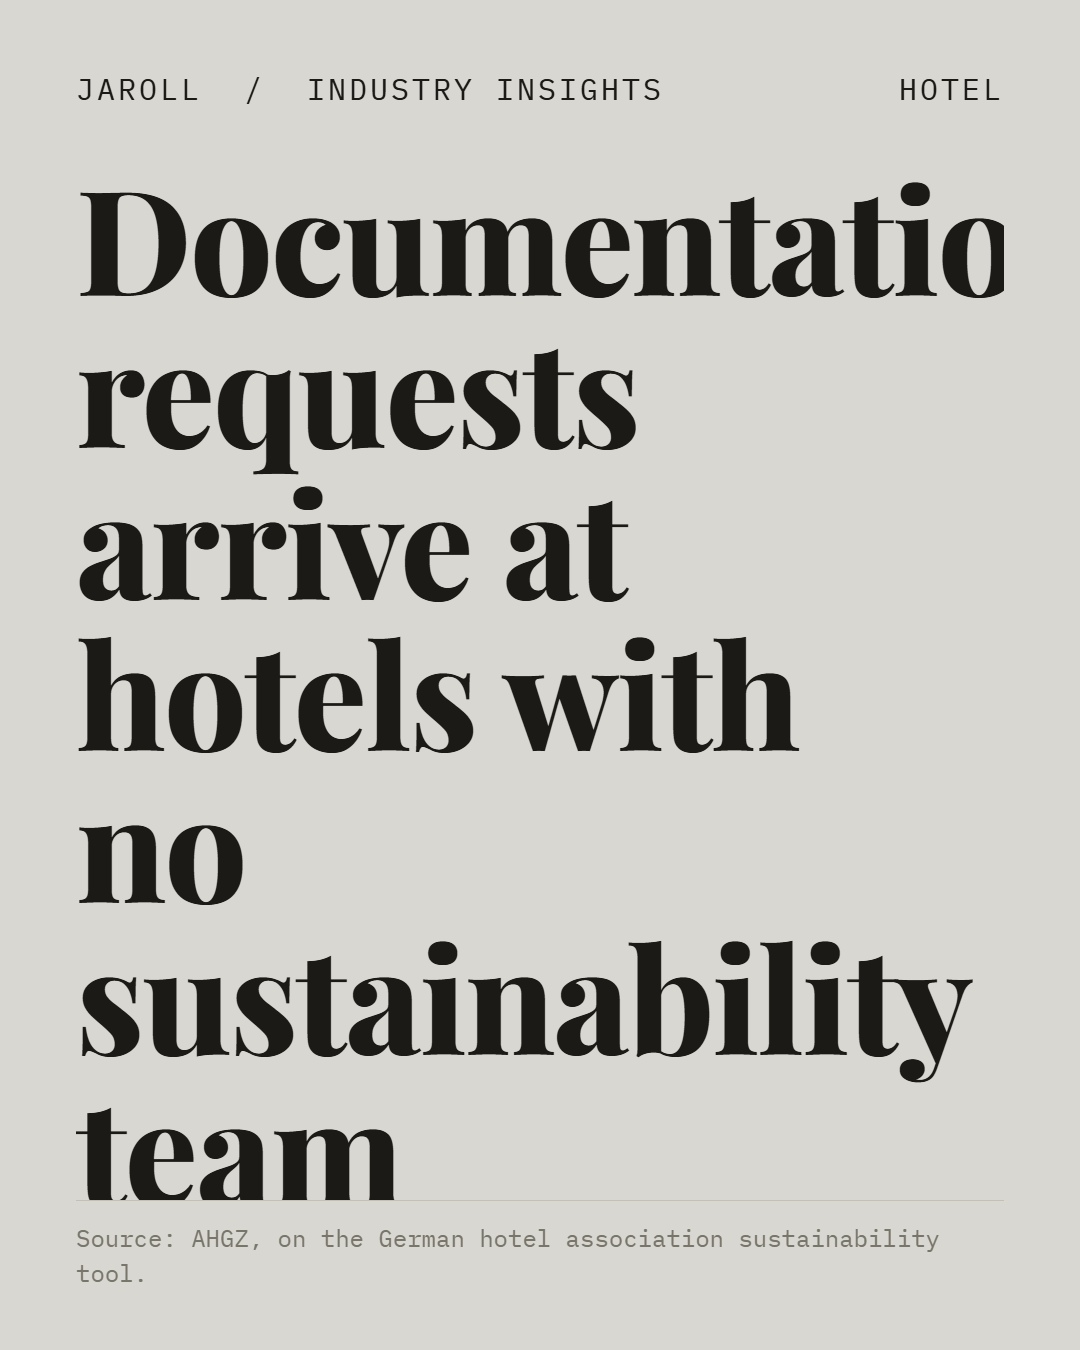 JAROLL / INDUSTRY INSIGHTS HOTEL
Documentatio
requests
arrive at
hotels with
no
sustainability
team
Source: AHGZ, on the German hotel association sustainability
tool.